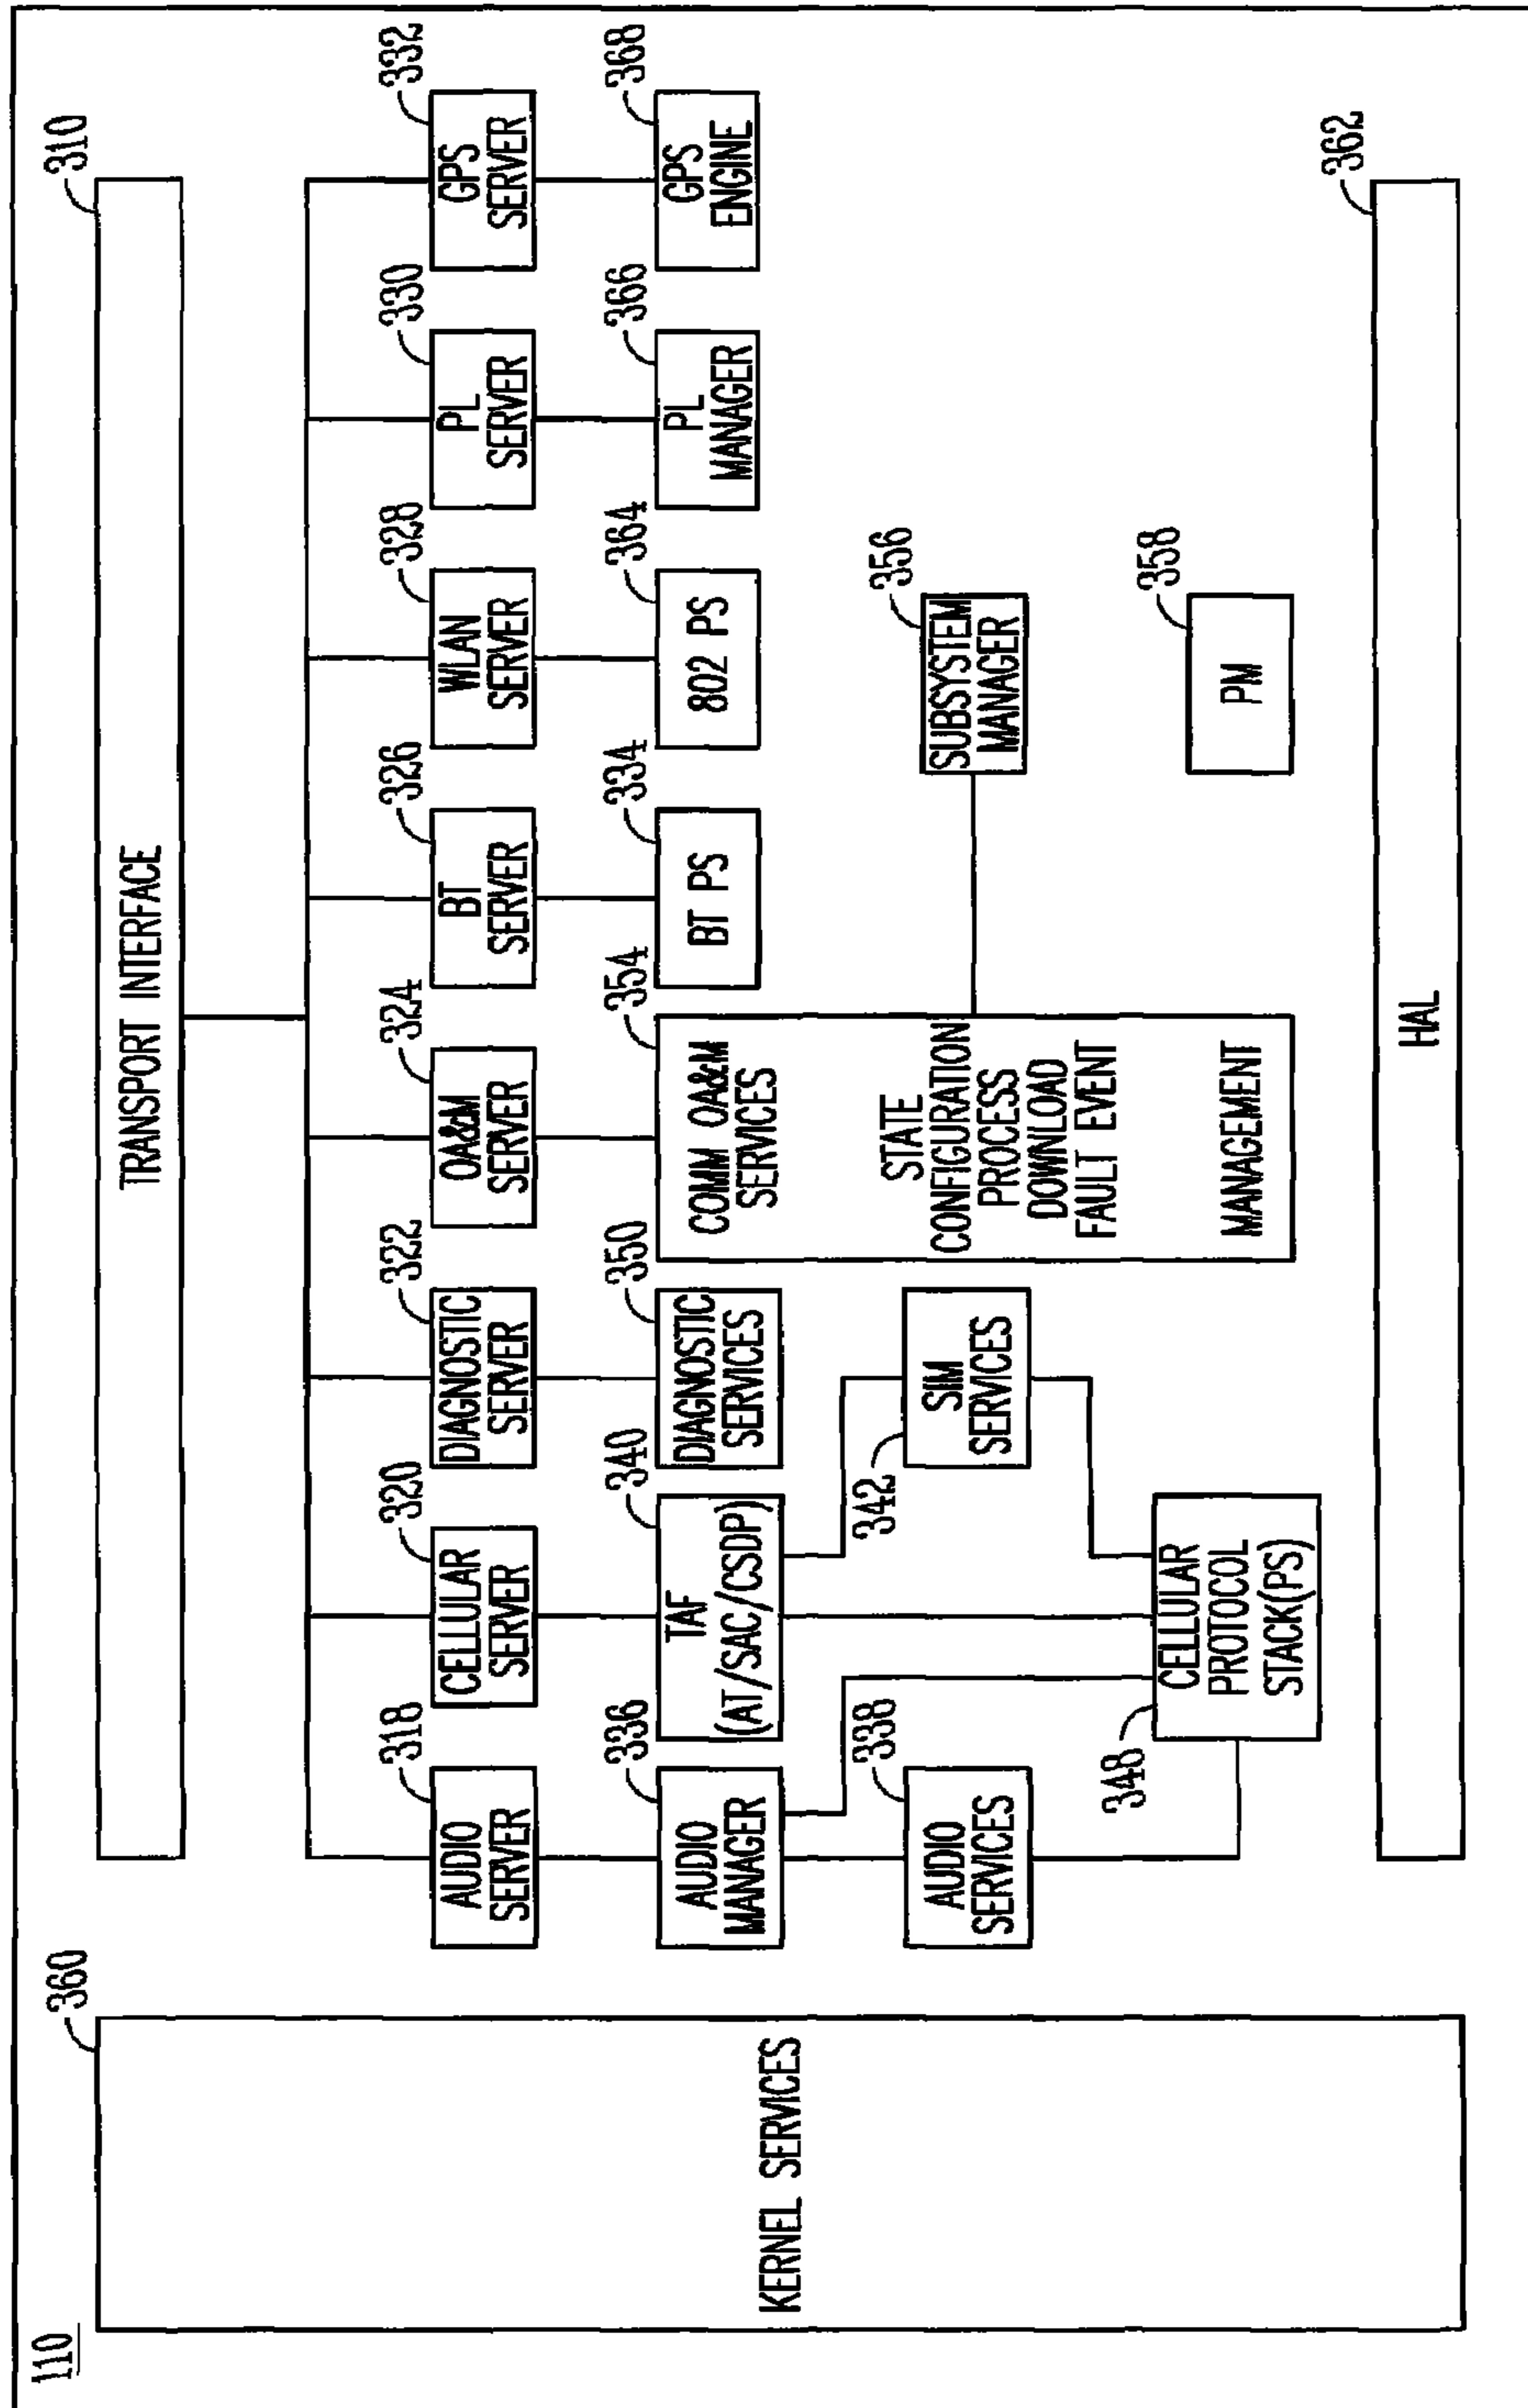 110
360
KERNEL SERVICES
310
TRANSPORT INTERFACE
318
AUDIO
SERVER
320
CELLULAR
SERVER
322
DIAGNOSTIC
SERVER
324
OA&M
SERVER
326
BT
SERVER
328
WLAN
SERVER
330
PL
SERVER
332
GPS
SERVER
336
AUDIO
MANAGER
340
TAF
(AT/SAC/CSDP)
350
DIAGNOSTIC
SERVICES
354
COMM OA&M
SERVICES
STATE
CONFIGURATION
PROCESS
DOWNLOAD
FAULT EVENT
MANAGEMENT
334
BT PS
364
802 PS
366
PL
MANAGER
368
GPS
ENGINE
338
AUDIO
SERVICES
342
SIM
SERVICES
356
SUBSYSTEM
MANAGER
348
CELLULAR
PROTOCOL
STACK(PS)
358
PM
362
HAL